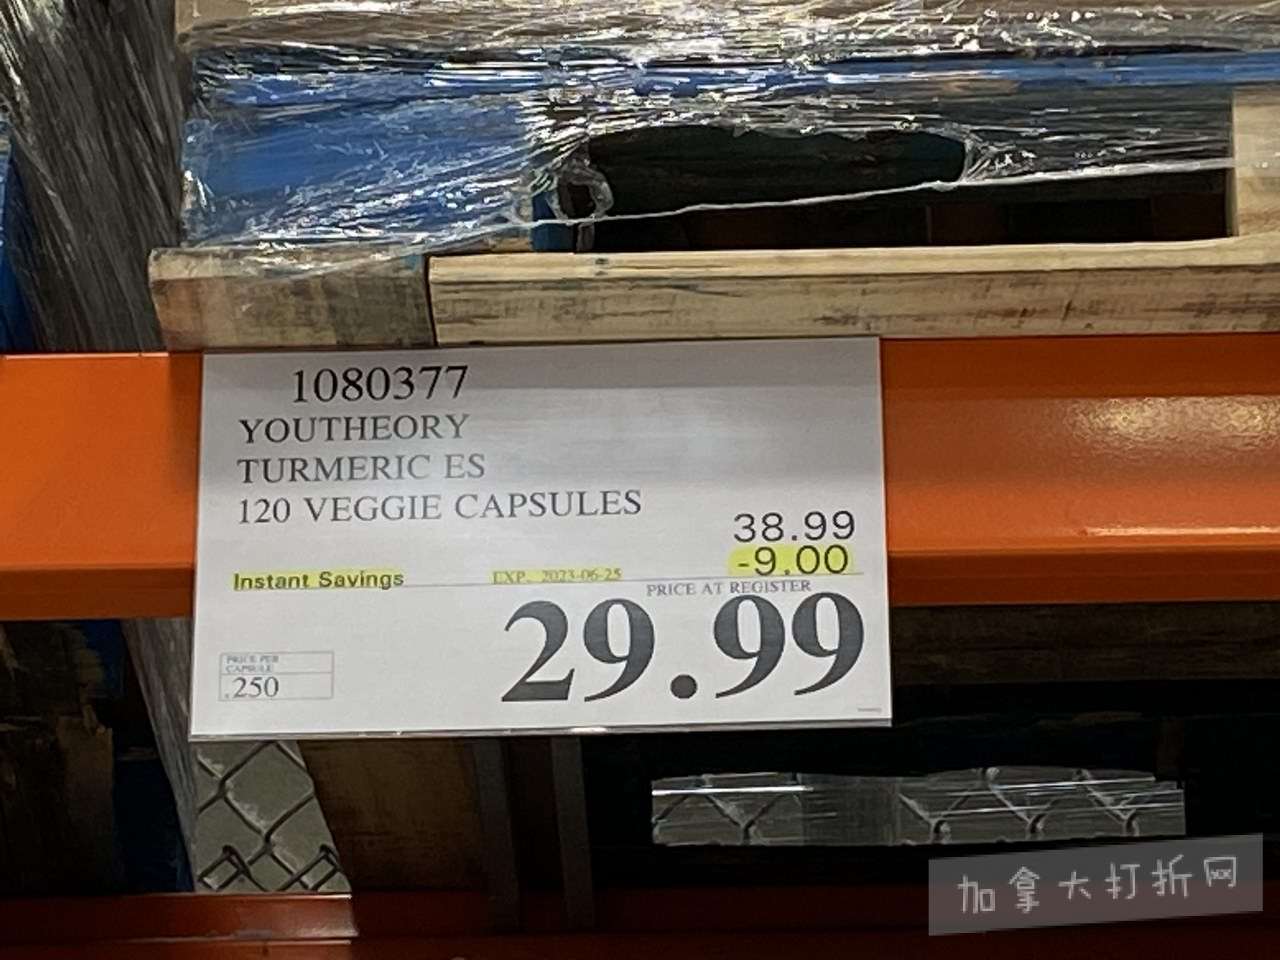 1080377
YOUTHEORY
TURMERIC ES
120 VEGGIE CAPSULES
38.99
-9.00
Instant Savings EXP. 2023-06-25
PRICE AT REGISTER
29.99
PRICE PER
CAPSULE
.250
加拿大打折网